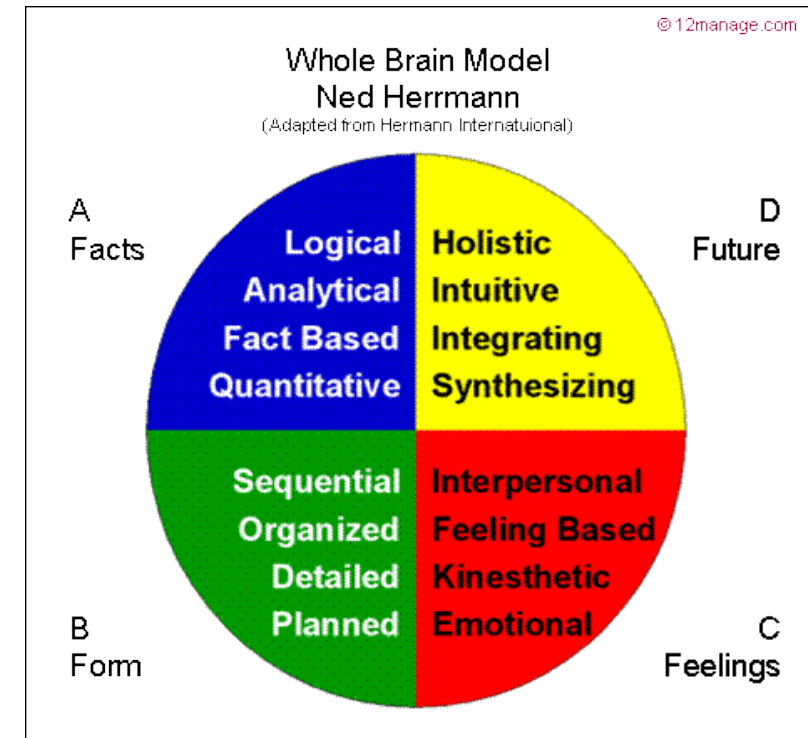 © 12manage.com
Whole Brain Model
Ned Herrmann
(Adapted from Hermann Internatuional)
A
Facts
D
Future
Logical
Analytical
Fact Based
Quantitative
Holistic
Intuitive
Integrating
Synthesizing
Sequential
Organized
Detailed
Planned
Interpersonal
Feeling Based
Kinesthetic
Emotional
B
Form
C
Feelings